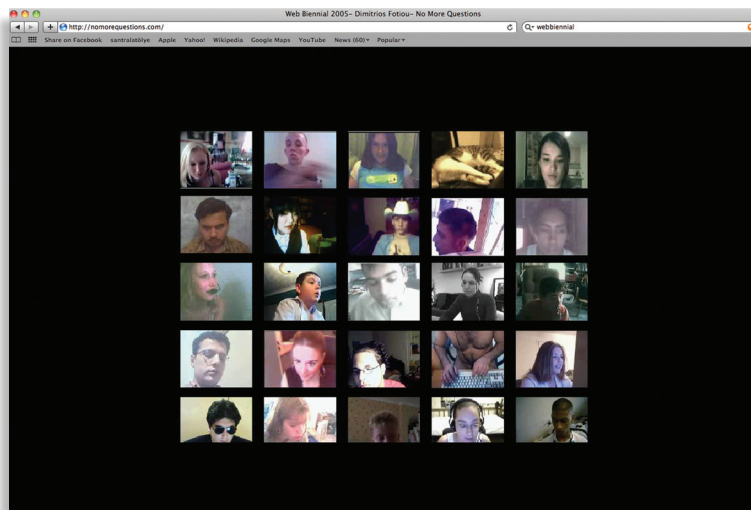 Web Biennial 2005- Dimitrios Fotiou- No More Questions
http://nomorequestions.com/
webbiennial
Share on Facebook santralatölye Apple Yahoo! Wikipedia Google Maps YouTube News (60) Popular